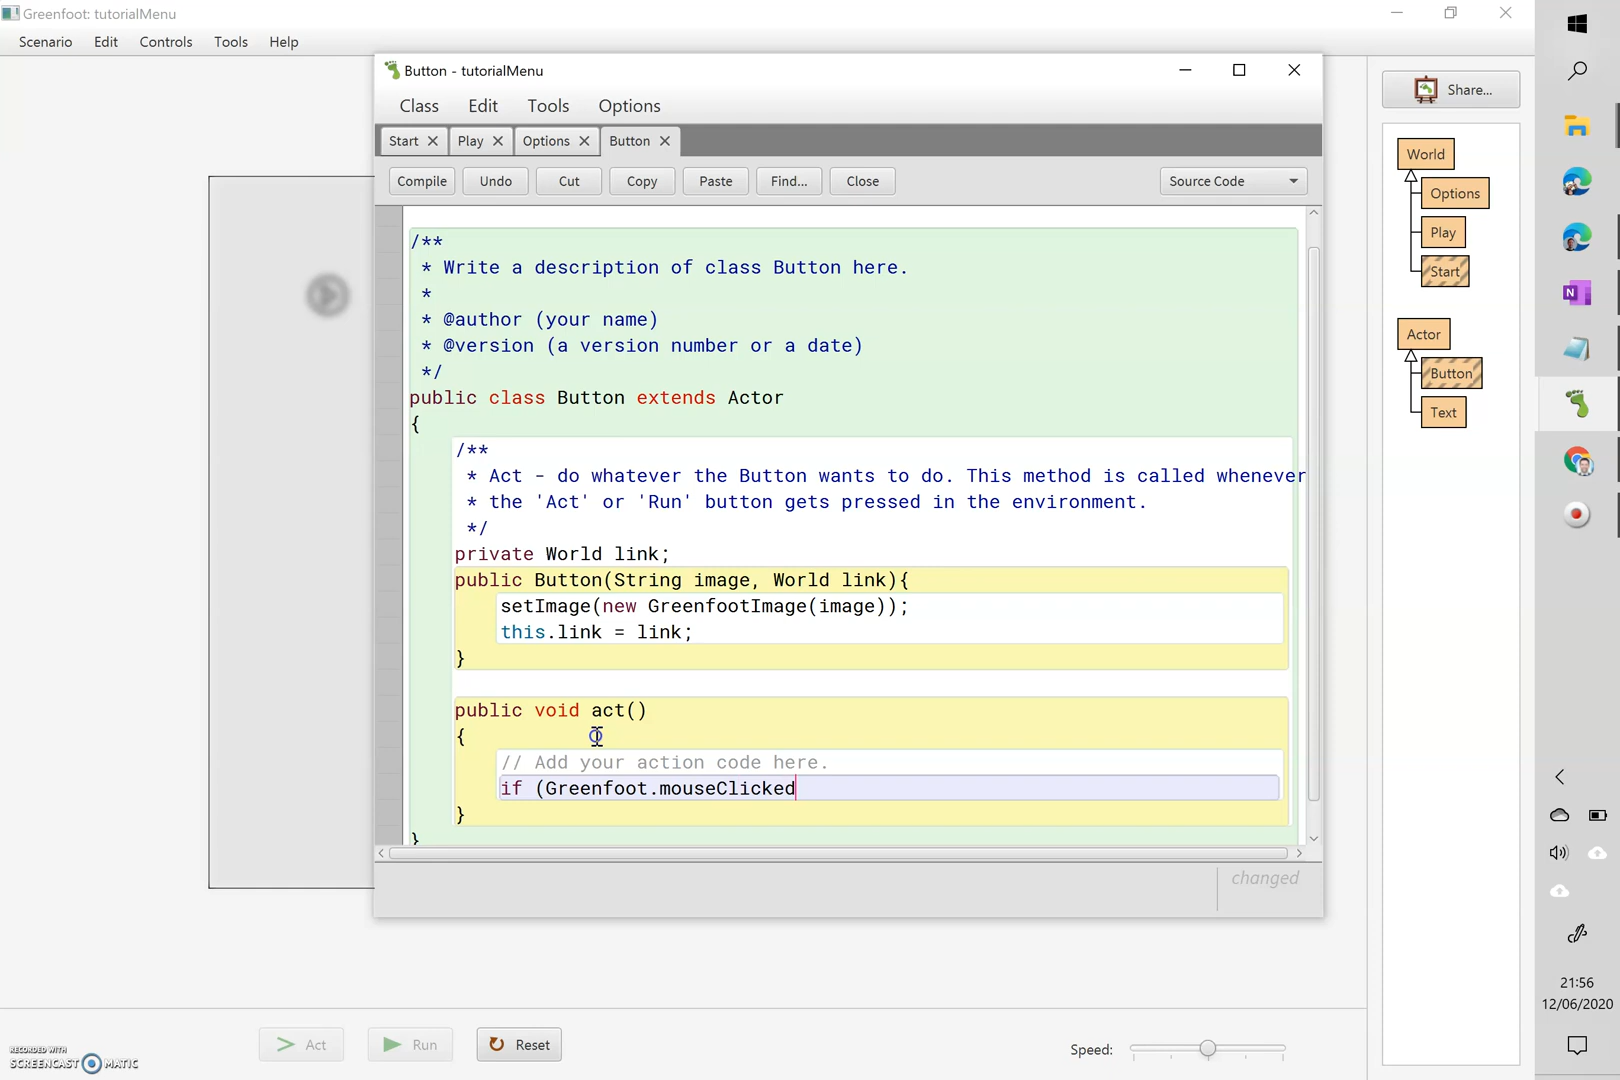 Greenfoot: tutorialMenu
Scenario Edit Controls Tools Help
Button - tutorialMenu
Class Edit Tools Options
Start Play Options Button
Compile Undo Cut Copy Paste Find... Close Source Code
/**
* Write a description of class Button here.
*
* @author (your name)
* @version (a version number or a date)
*/
public class Button extends Actor
{
/**
* Act - do whatever the Button wants to do. This method is called whenever
* the 'Act' or 'Run' button gets pressed in the environment.
*/
private World link;
public Button(String image, World link){
setImage(new GreenfootImage(image));
this.link = link;
}
public void act()
{
// Add your action code here.
if (Greenfoot.mouseClicked
}
}
changed
Share...
World
Options
Play
Start
Actor
Button
Text
Act Run Reset Speed:
RECORDED WITH
SCREENCAST MATIC
N
21:56
12/06/2020